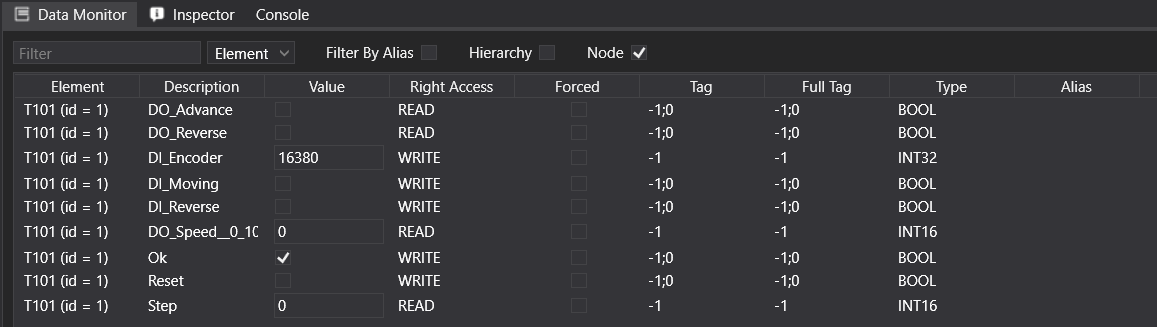 Data Monitor Inspector Console
Filter Element Filter By Alias Hierarchy Node
Element Description Value Right Access Forced Tag Full Tag Type Alias
T101 (id = 1) DO_Advance READ -1;0 -1;0 BOOL
T101 (id = 1) DO_Reverse READ -1;0 -1;0 BOOL
T101 (id = 1) DI_Encoder 16380 WRITE -1 -1 INT32
T101 (id = 1) DI_Moving WRITE -1;0 -1;0 BOOL
T101 (id = 1) DI_Reverse WRITE -1;0 -1;0 BOOL
T101 (id = 1) DO_Speed__0_10 0 READ -1 -1 INT16
T101 (id = 1) Ok WRITE -1;0 -1;0 BOOL
T101 (id = 1) Reset WRITE -1;0 -1;0 BOOL
T101 (id = 1) Step 0 READ -1 -1 INT16